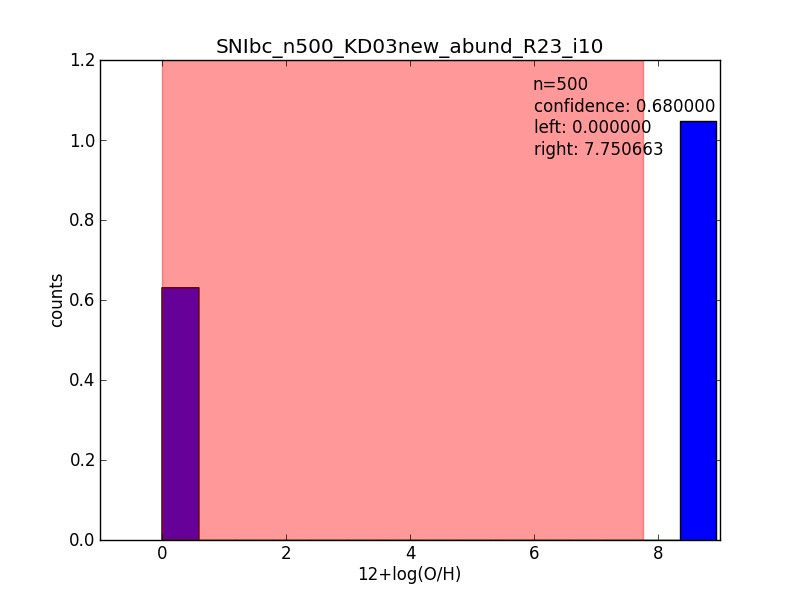 SNIbc_n500_KD03new_abund_R23_i10
n=500
confidence: 0.680000
left: 0.000000
right: 7.750663
counts
1.2
1.0
0.8
0.6
0.4
0.2
0.0
0 2 4 6 8
12+log(O/H)